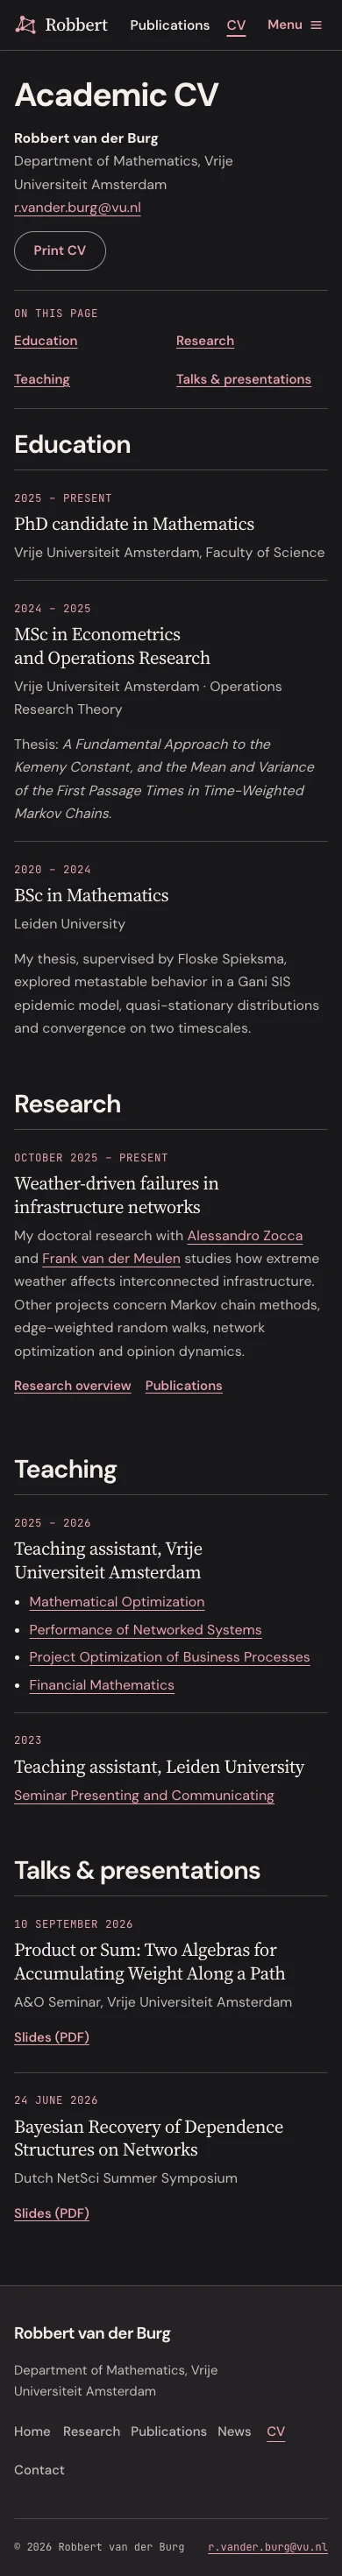 Robbert Publications CV Menu
Academic CV
Robbert van der Burg
Department of Mathematics, Vrije
Universiteit Amsterdam
r.vander.burg@vu.nl
Print CV
ON THIS PAGE
Education Research
Teaching Talks & presentations
Education
2025 – PRESENT
PhD candidate in Mathematics
Vrije Universiteit Amsterdam, Faculty of Science
2024 – 2025
MSc in Econometrics
and Operations Research
Vrije Universiteit Amsterdam · Operations
Research Theory
Thesis: A Fundamental Approach to the
Kemeny Constant, and the Mean and Variance
of the First Passage Times in Time-Weighted
Markov Chains.
2020 – 2024
BSc in Mathematics
Leiden University
My thesis, supervised by Floske Spieksma,
explored metastable behavior in a Gani SIS
epidemic model, quasi-stationary distributions
and convergence on two timescales.
Research
OCTOBER 2025 – PRESENT
Weather-driven failures in
infrastructure networks
My doctoral research with Alessandro Zocca
and Frank van der Meulen studies how extreme
weather affects interconnected infrastructure.
Other projects concern Markov chain methods,
edge-weighted random walks, network
optimization and opinion dynamics.
Research overview Publications
Teaching
2025 – 2026
Teaching assistant, Vrije
Universiteit Amsterdam
• Mathematical Optimization
• Performance of Networked Systems
• Project Optimization of Business Processes
• Financial Mathematics
2023
Teaching assistant, Leiden University
Seminar Presenting and Communicating
Talks & presentations
10 SEPTEMBER 2026
Product or Sum: Two Algebras for
Accumulating Weight Along a Path
A&O Seminar, Vrije Universiteit Amsterdam
Slides (PDF)
24 JUNE 2026
Bayesian Recovery of Dependence
Structures on Networks
Dutch NetSci Summer Symposium
Slides (PDF)
Robbert van der Burg
Department of Mathematics, Vrije
Universiteit Amsterdam
Home Research Publications News CV
Contact
© 2026 Robbert van der Burg r.vander.burg@vu.nl